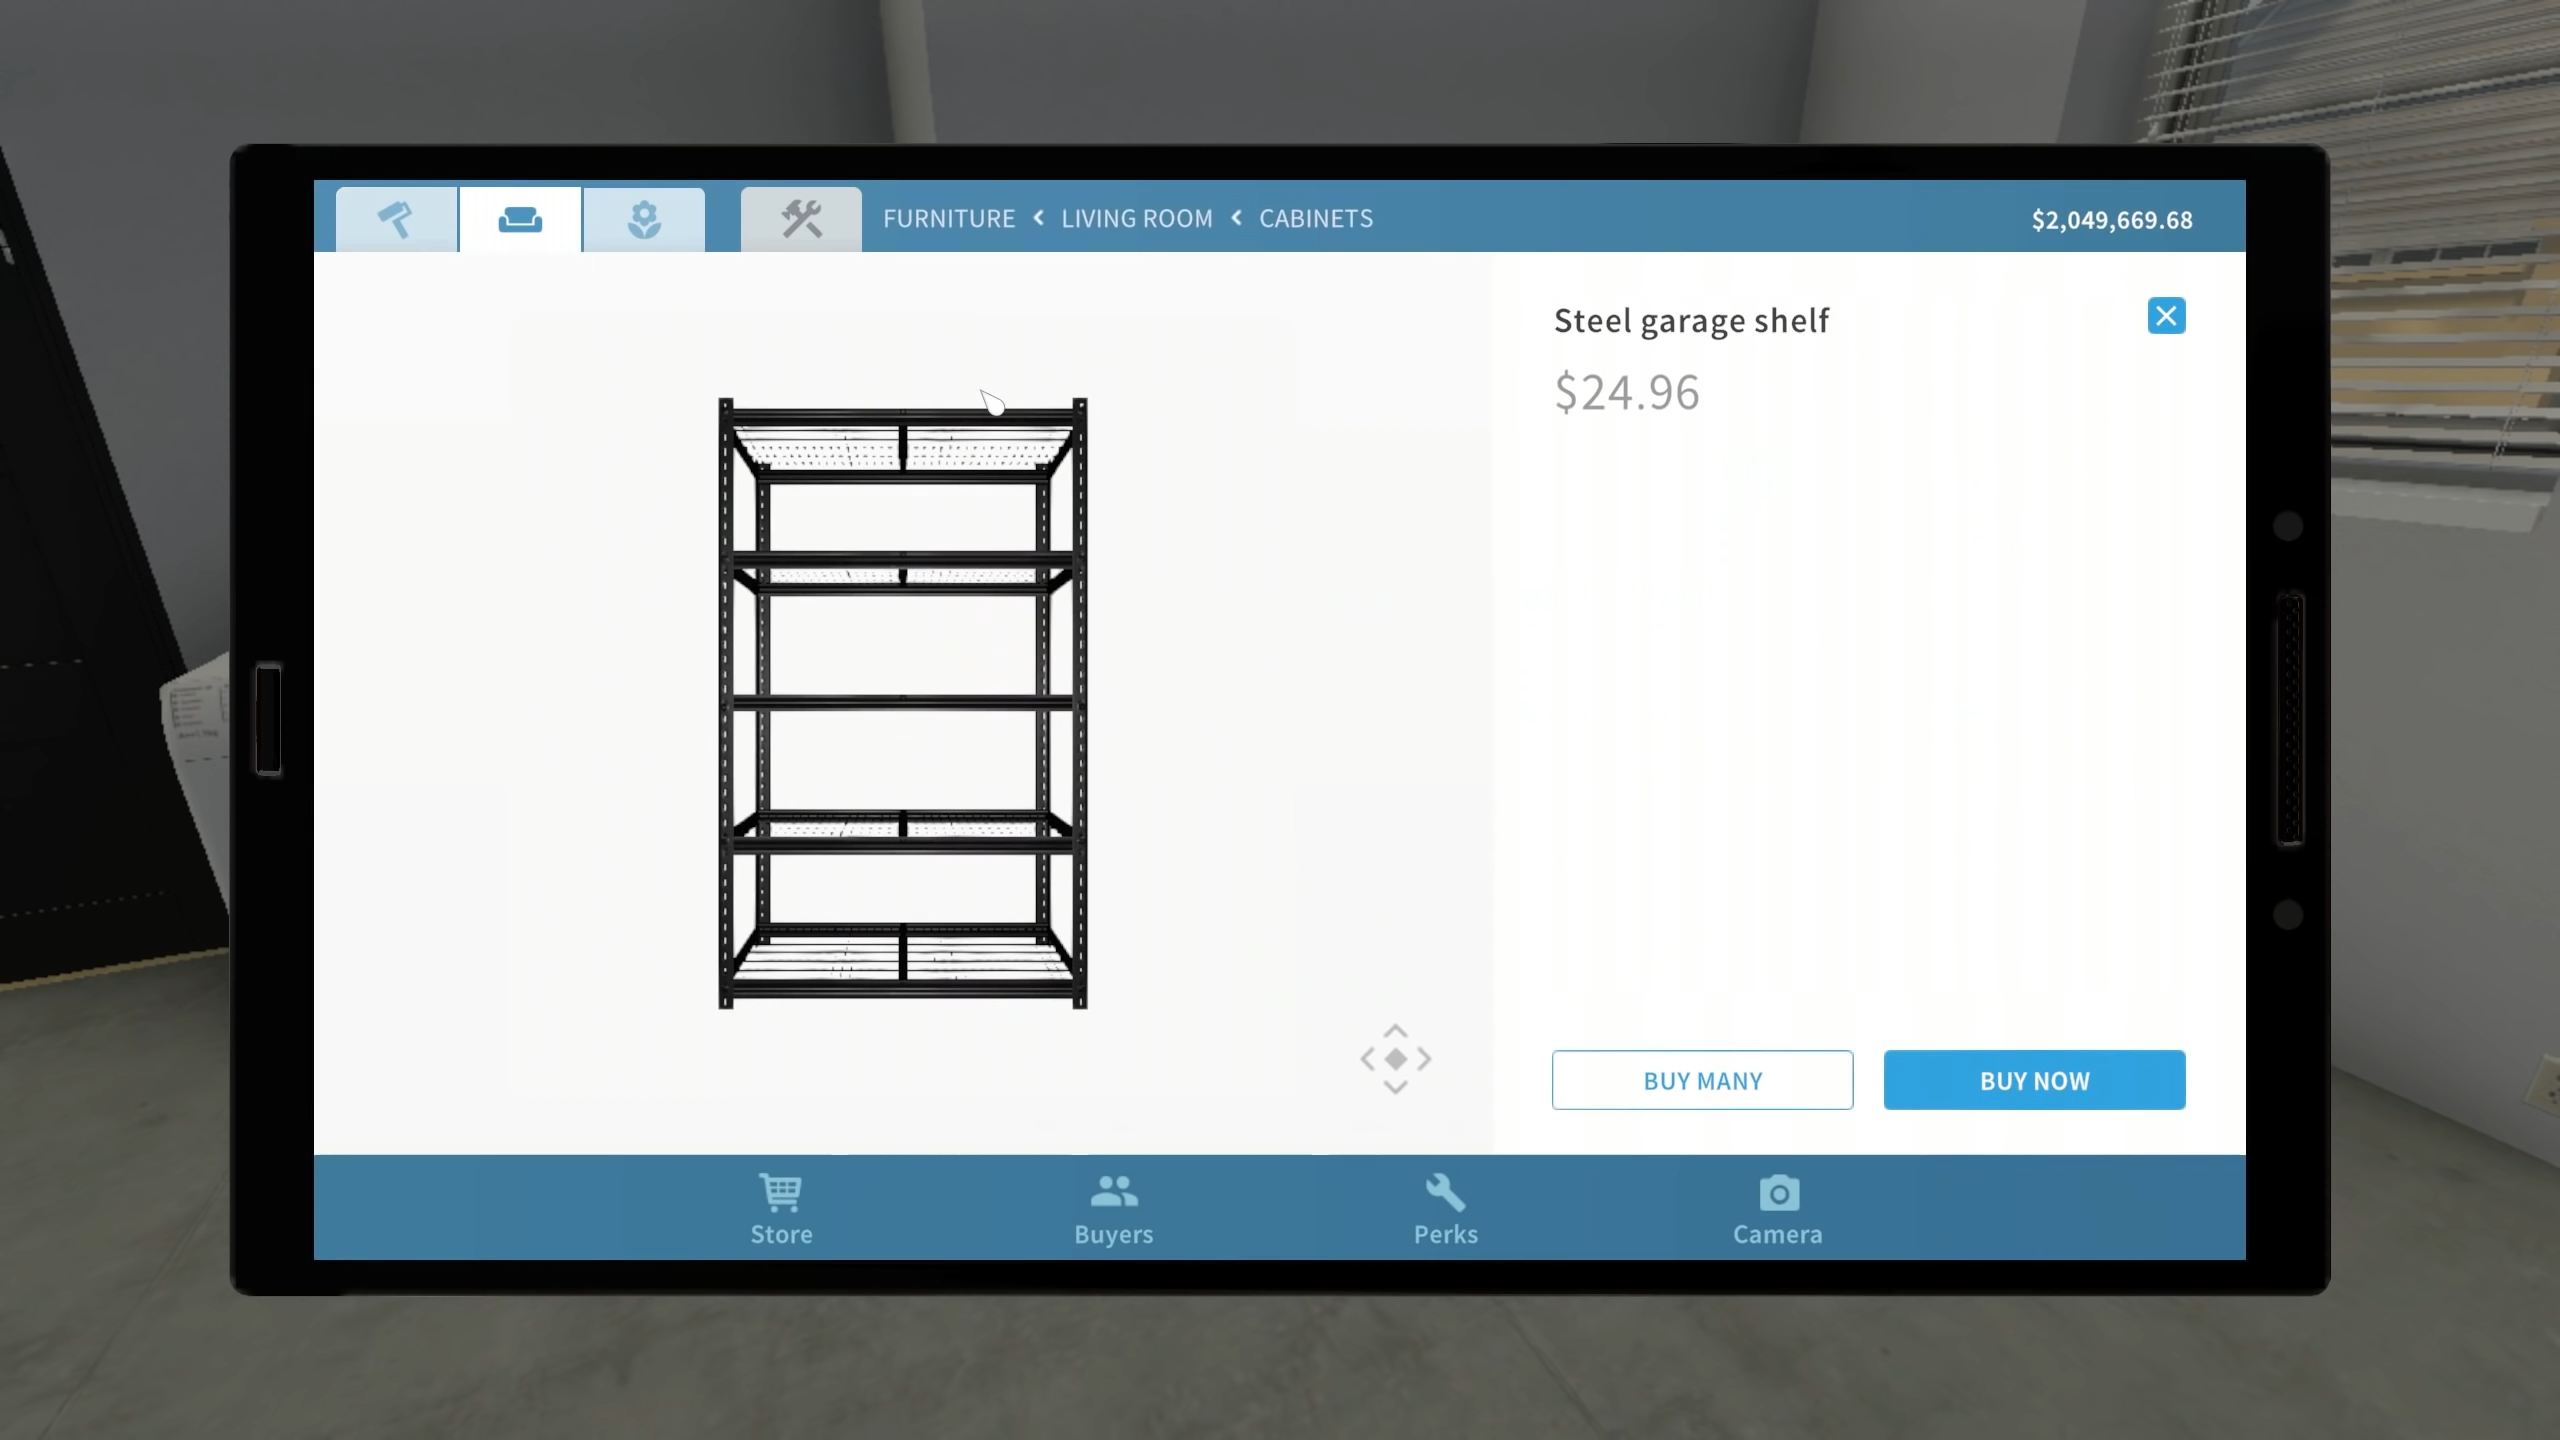 FURNITURE < LIVING ROOM < CABINETS
$2,049,669.68
Steel garage shelf
$24.96
BUY MANY
BUY NOW
Store
Buyers
Perks
Camera